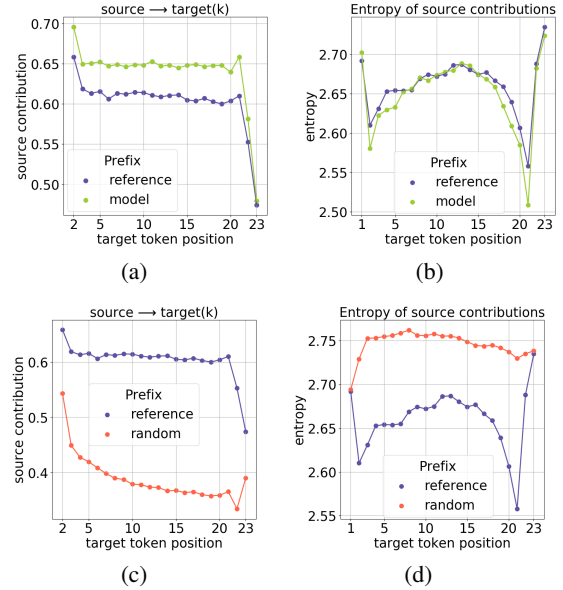 source ⟶ target(k)
source contribution
0.70
0.65
0.60
0.55
0.50
Prefix
reference
model
2 5 10 15 20 23
target token position
(a)
Entropy of source contributions
entropy
2.70
2.65
2.60
2.55
2.50
Prefix
reference
model
1 5 10 15 20 23
target token position
(b)
source ⟶ target(k)
source contribution
0.6
0.5
0.4
Prefix
reference
random
2 5 10 15 20 23
target token position
(c)
Entropy of source contributions
entropy
2.75
2.70
2.65
2.60
2.55
Prefix
reference
random
1 5 10 15 20 23
target token position
(d)